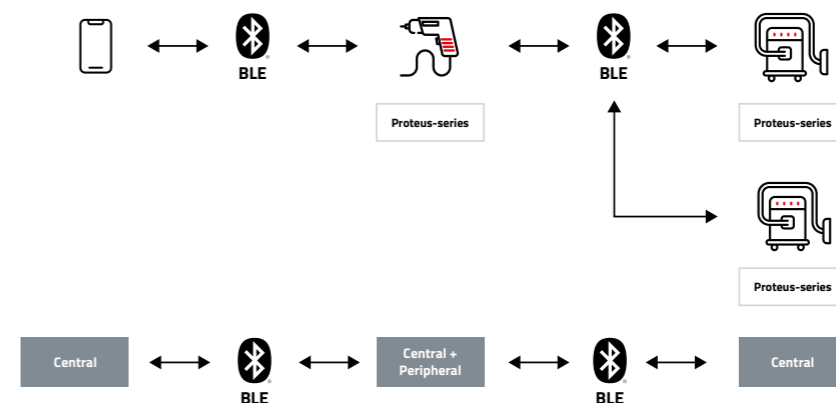 BLE
BLE
Proteus-series
Proteus-series
Proteus-series
Central
Central +
Peripheral
Central
BLE
BLE